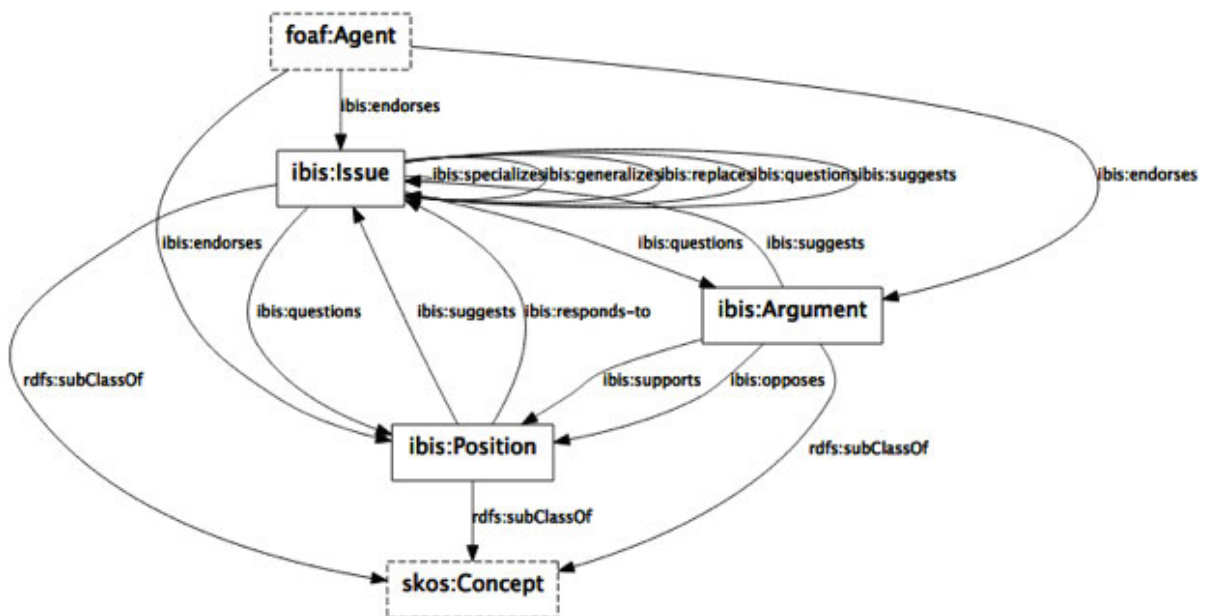 foaf:Agent
ibis:endorses
ibis:Issue
ibis:specializes
ibis:generalizes
ibis:replaces
ibis:questions
ibis:suggests
ibis:endorses
ibis:endorses
ibis:questions
ibis:suggests
ibis:questions
ibis:suggests
ibis:responds-to
ibis:Argument
rdfs:subClassOf
ibis:supports
ibis:opposes
ibis:Position
rdfs:subClassOf
rdfs:subClassOf
skos:Concept